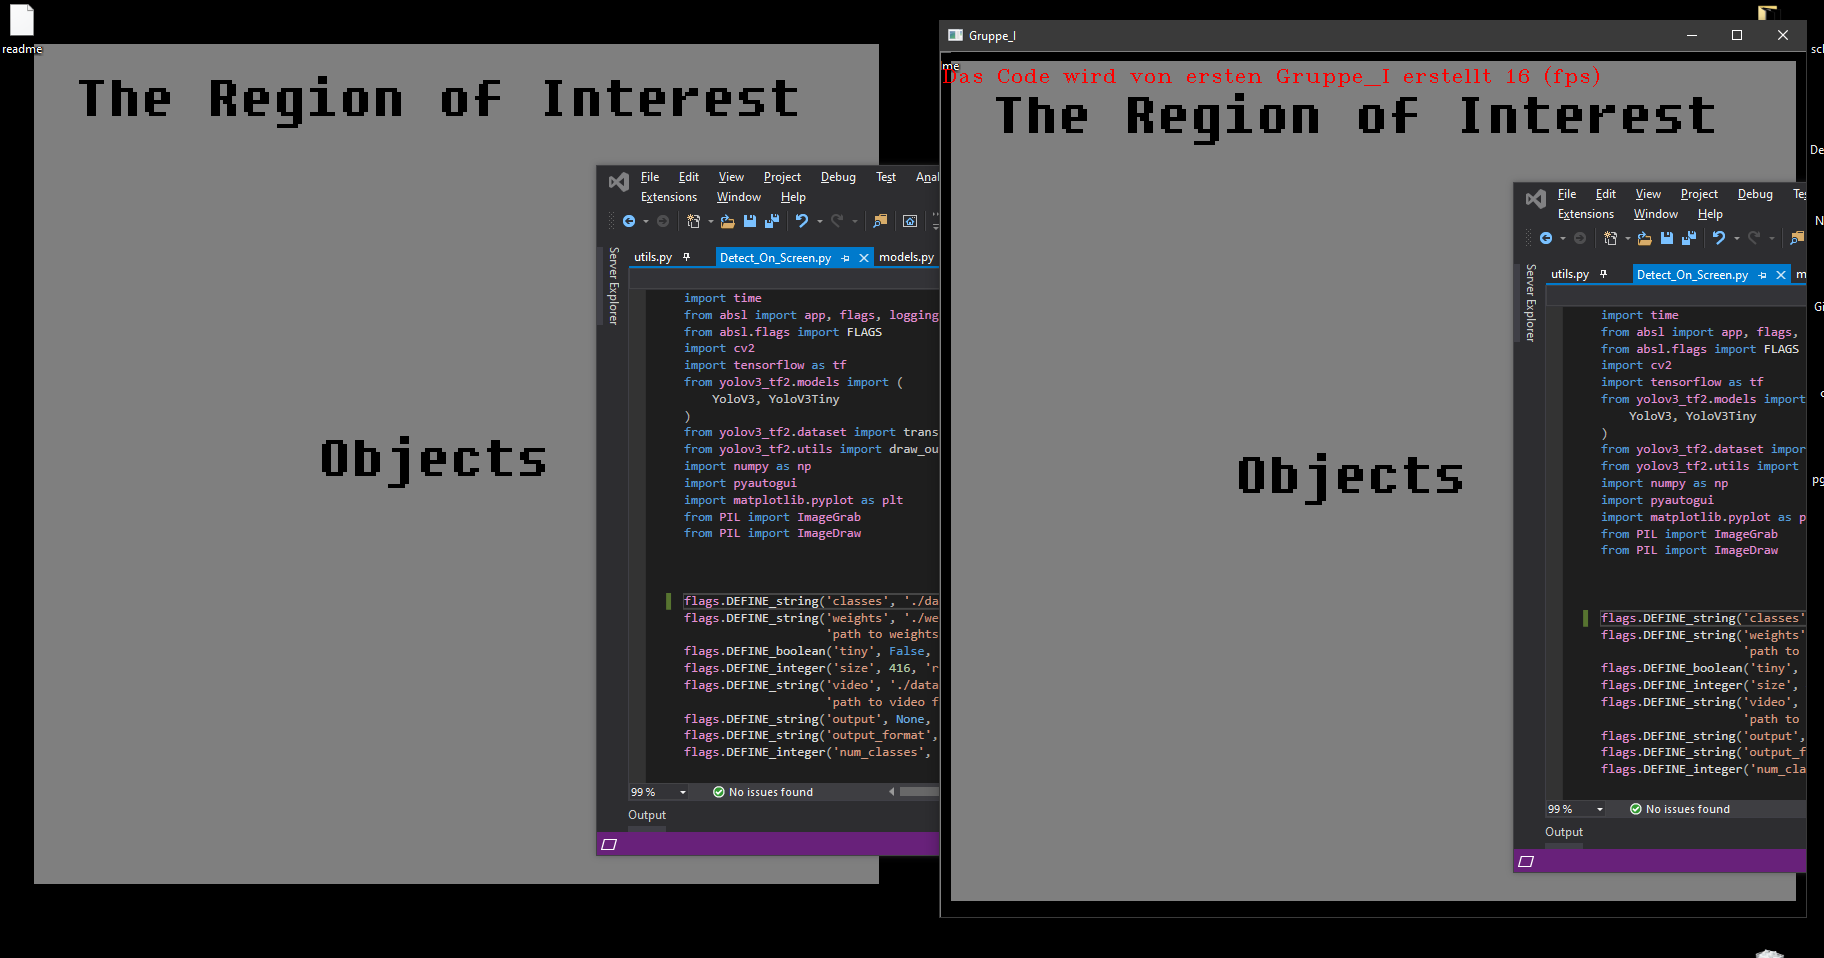 readme
The Region of Interest
Objects
File Edit View Project Debug Test Anal
Extensions Window Help
Server Explorer
utils.py Detect_On_Screen.py models.py
import time
from absl import app, flags, logging
from absl.flags import FLAGS
import cv2
import tensorflow as tf
from yolov3_tf2.models import (
YoloV3, YoloV3Tiny
)
from yolov3_tf2.dataset import trans
from yolov3_tf2.utils import draw_ou
import numpy as np
import pyautogui
import matplotlib.pyplot as plt
from PIL import ImageGrab
from PIL import ImageDraw
flags.DEFINE_string('classes', './da
flags.DEFINE_string('weights', './we
'path to weights
flags.DEFINE_boolean('tiny', False,
flags.DEFINE_integer('size', 416, 'r
flags.DEFINE_string('video', './data
'path to video f
flags.DEFINE_string('output', None,
flags.DEFINE_string('output_format',
flags.DEFINE_integer('num_classes',
99 % No issues found
Output
Gruppe_I
me
Das Code wird von ersten Gruppe_I erstellt 16 (fps)
The Region of Interest
Objects
File Edit View Project Debug Te
Extensions Window Help
Server Explorer
utils.py Detect_On_Screen.py m
import time
from absl import app, flags,
from absl.flags import FLAGS
import cv2
import tensorflow as tf
from yolov3_tf2.models import
YoloV3, YoloV3Tiny
)
from yolov3_tf2.dataset impor
from yolov3_tf2.utils import
import numpy as np
import pyautogui
import matplotlib.pyplot as p
from PIL import ImageGrab
from PIL import ImageDraw
flags.DEFINE_string('classes'
flags.DEFINE_string('weights'
'path to
flags.DEFINE_boolean('tiny',
flags.DEFINE_integer('size',
flags.DEFINE_string('video',
'path to
flags.DEFINE_string('output',
flags.DEFINE_string('output_f
flags.DEFINE_integer('num_cla
99 % No issues found
Output
De
N
pg